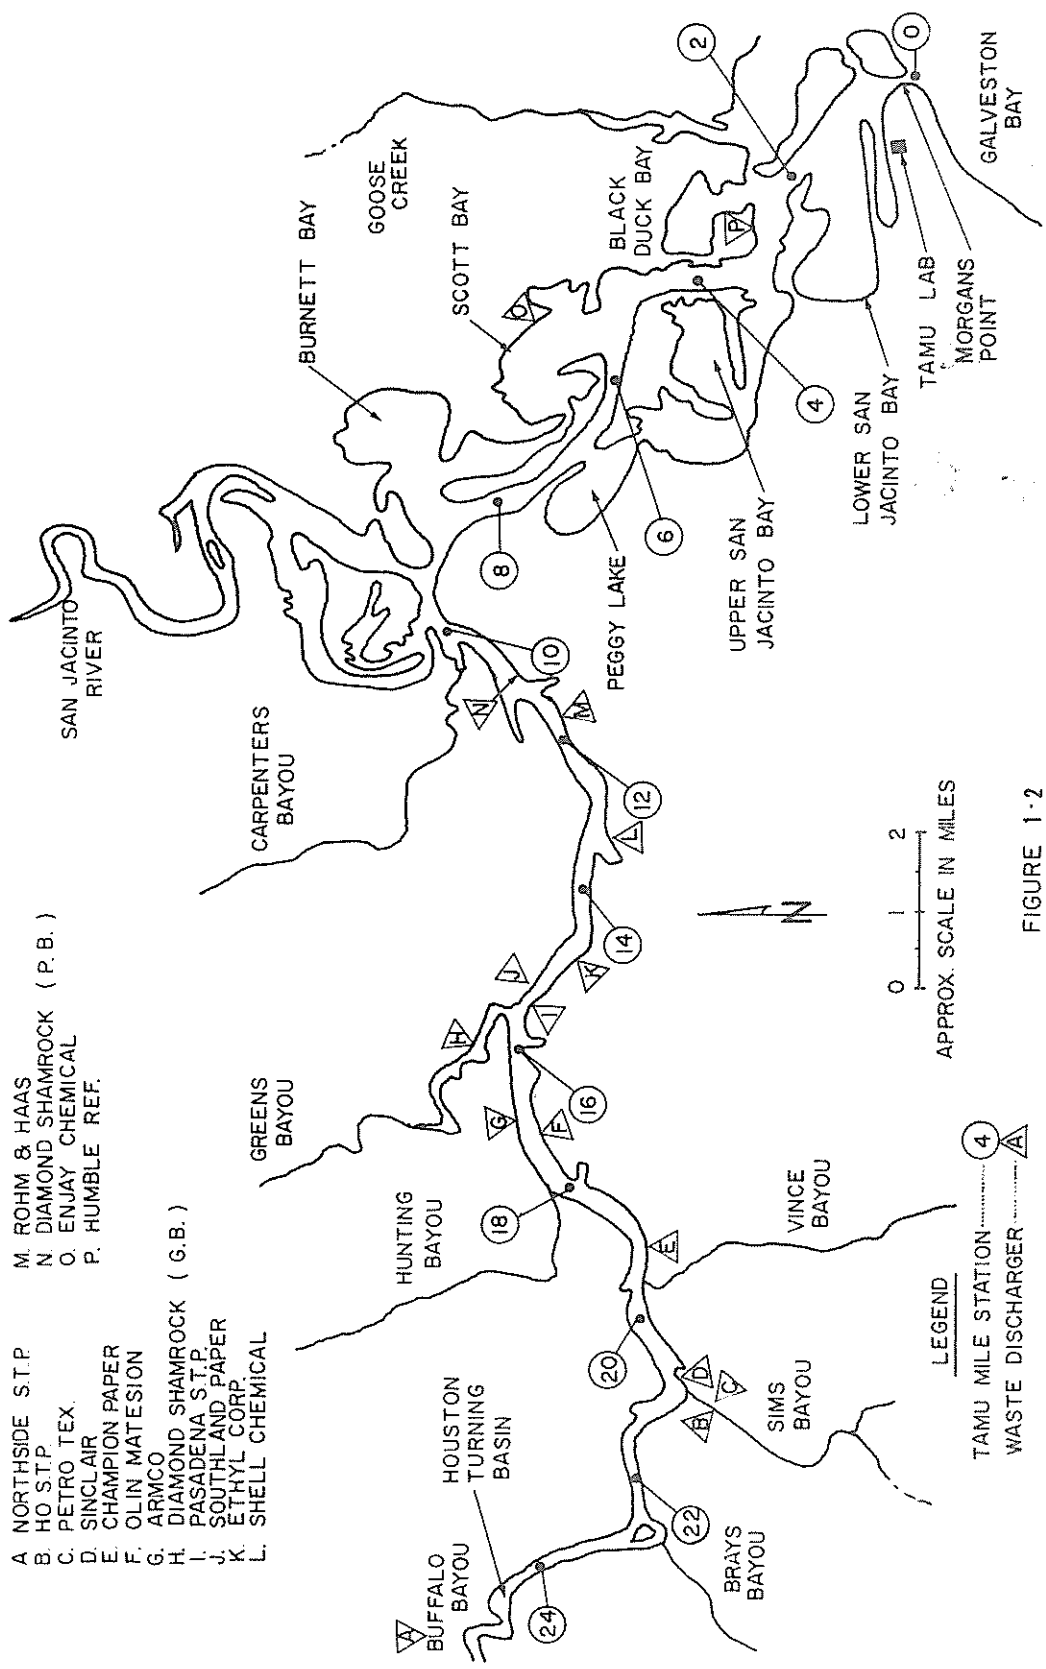 A NORTHSIDE S.T.P.
B. HO S.T.P.
C. PETRO TEX.
D. SINCLAIR
E. CHAMPION PAPER
F. OLIN MATESION
G. ARMCO
H. DIAMOND SHAMROCK ( G.B. )
I. PASADENA S.T.P.
J. SOUTHLAND PAPER
K. ETHYL CORP.
L. SHELL CHEMICAL
M. ROHM & HAAS
N. DIAMOND SHAMROCK ( P.B. )
O. ENJAY CHEMICAL
P. HUMBLE REF.
A
BUFFALO
BAYOU
HOUSTON
TURNING
BASIN
24
22
BRAYS
BAYOU
B
C
D
SIMS
BAYOU
20
HUNTING
BAYOU
18
E
VINCE
BAYOU
G
F
16
GREENS
BAYOU
H
I
J
K
14
L
12
CARPENTERS
BAYOU
M
N
10
SAN JACINTO
RIVER
8
BURNETT BAY
PEGGY LAKE
6
SCOTT BAY
O
GOOSE
CREEK
UPPER SAN
JACINTO BAY
4
BLACK
DUCK BAY
P
2
LOWER SAN
JACINTO BAY
TAMU LAB
MORGANS
POINT
0
GALVESTON
BAY
N
0 1 2
APPROX. SCALE IN MILES
LEGEND
TAMU MILE STATION 4
WASTE DISCHARGER A
FIGURE 1-2